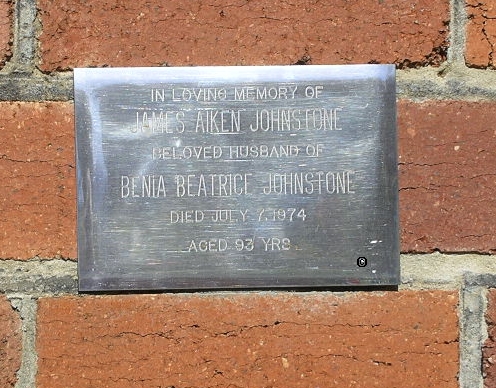 IN LOVING MEMORY OF
JAMES AIKEN JOHNSTONE
BELOVED HUSBAND OF
BENIA BEATRICE JOHNSTONE
DIED JULY 7, 1974
AGED 93 YRS